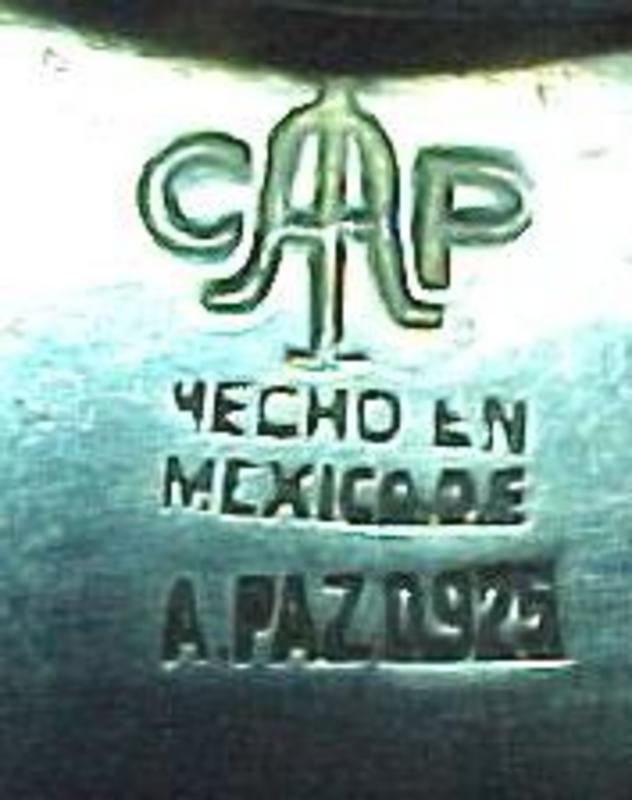 CAP
HECHO EN
MEXICO D.F
A. PAZ 0.925